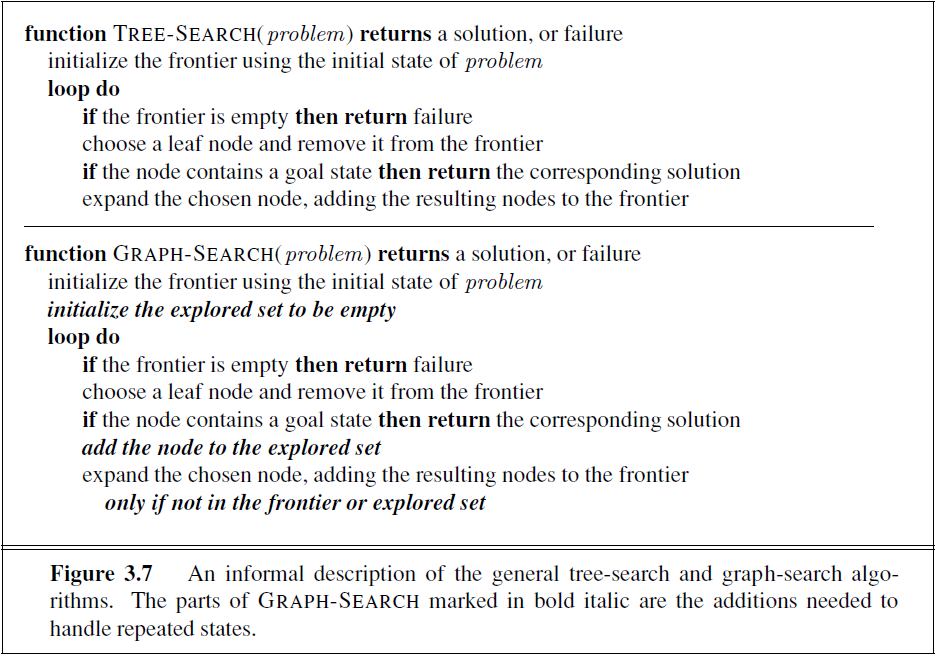 function TREE-SEARCH(problem) returns a solution, or failure
initialize the frontier using the initial state of problem
loop do
if the frontier is empty then return failure
choose a leaf node and remove it from the frontier
if the node contains a goal state then return the corresponding solution
expand the chosen node, adding the resulting nodes to the frontier
function GRAPH-SEARCH(problem) returns a solution, or failure
initialize the frontier using the initial state of problem
initialize the explored set to be empty
loop do
if the frontier is empty then return failure
choose a leaf node and remove it from the frontier
if the node contains a goal state then return the corresponding solution
add the node to the explored set
expand the chosen node, adding the resulting nodes to the frontier
only if not in the frontier or explored set
Figure 3.7 An informal description of the general tree-search and graph-search algo-
rithms. The parts of GRAPH-SEARCH marked in bold italic are the additions needed to
handle repeated states.